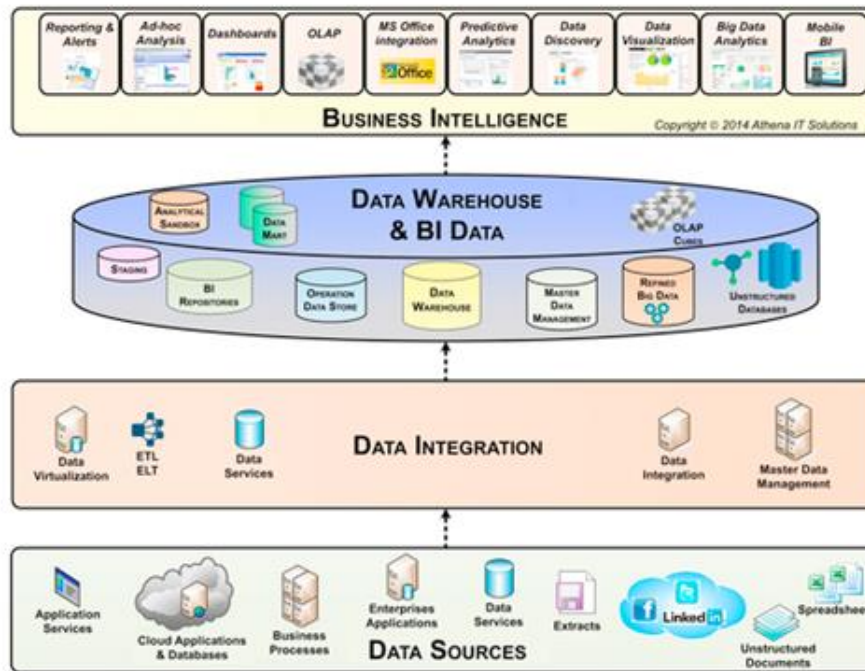 Reporting &
Alerts
Ad-hoc
Analysis
Dashboards
OLAP
MS Office
integration
Office
Predictive
Analytics
Data
Discovery
Data
Visualization
Big Data
Analytics
Mobile
BI
BUSINESS INTELLIGENCE
Copyright © 2014 Athena IT Solutions
DATA WAREHOUSE
& BI DATA
ANALYTICAL
SANDBOX
DATA
MART
OLAP
CUBES
STAGING
BI
REPOSITORIES
OPERATION
DATA STORE
DATA
WAREHOUSE
MASTER
DATA
MANAGEMENT
REFINED
BIG DATA
UNSTRUCTURED
DATABASES
Data
Virtualization
ETL
ELT
Data
Services
DATA INTEGRATION
Data
Integration
Master Data
Management
Application
Services
Cloud Applications
& Databases
Business
Processes
Enterprises
Applications
Data
Services
Extracts
f
Linked in
Unstructured
Documents
Spreadshee
DATA SOURCES